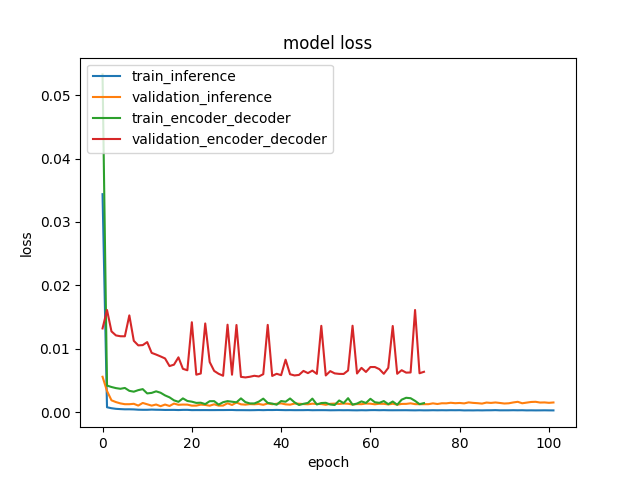 model loss
train_inference
validation_inference
train_encoder_decoder
validation_encoder_decoder
0.05
0.04
0.03
0.02
0.01
0.00
loss
0 20 40 60 80 100
epoch